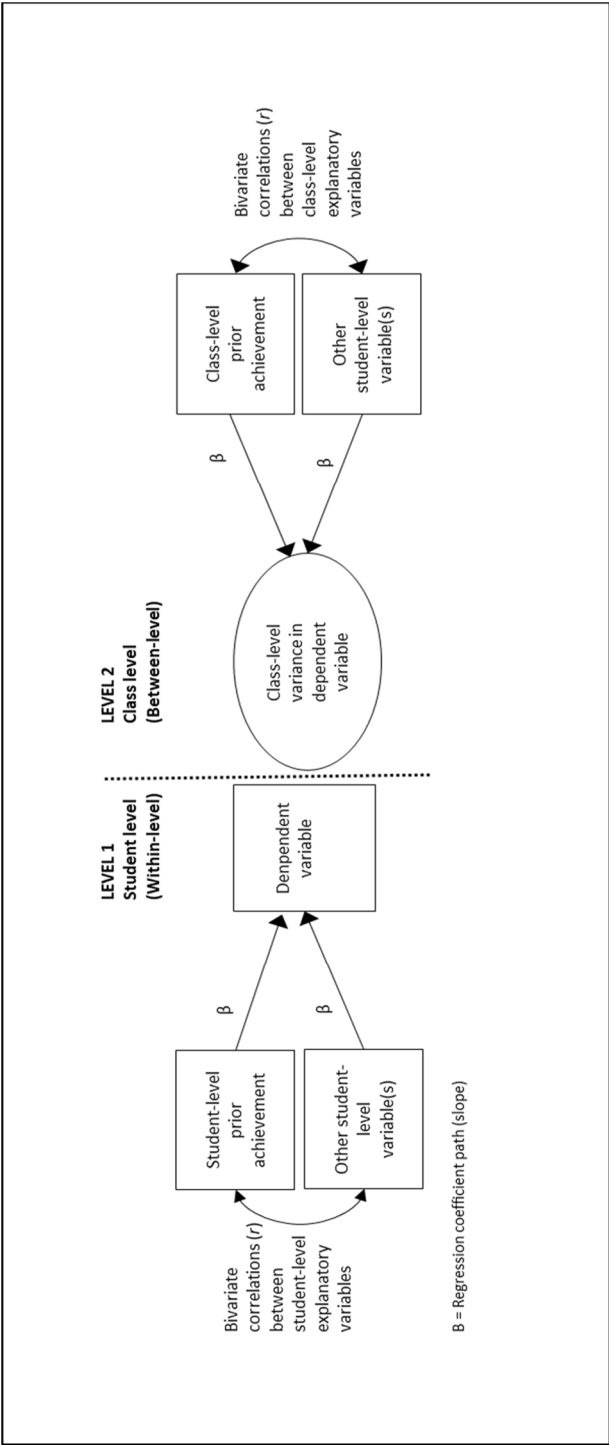 LEVEL 1
Student level
(Within-level)
LEVEL 2
Class level
(Between-level)
Bivariate
correlations (r)
between
student-level
explanatory
variables
Student-level
prior
achievement
Other student-
level
variable(s)
β
β
Denpendent
variable
Class-level
variance in
dependent
variable
β
β
Class-level
prior
achievement
Other
student-level
variable(s)
Bivariate
correlations (r)
between
class-level
explanatory
variables
B = Regression coefficient path (slope)